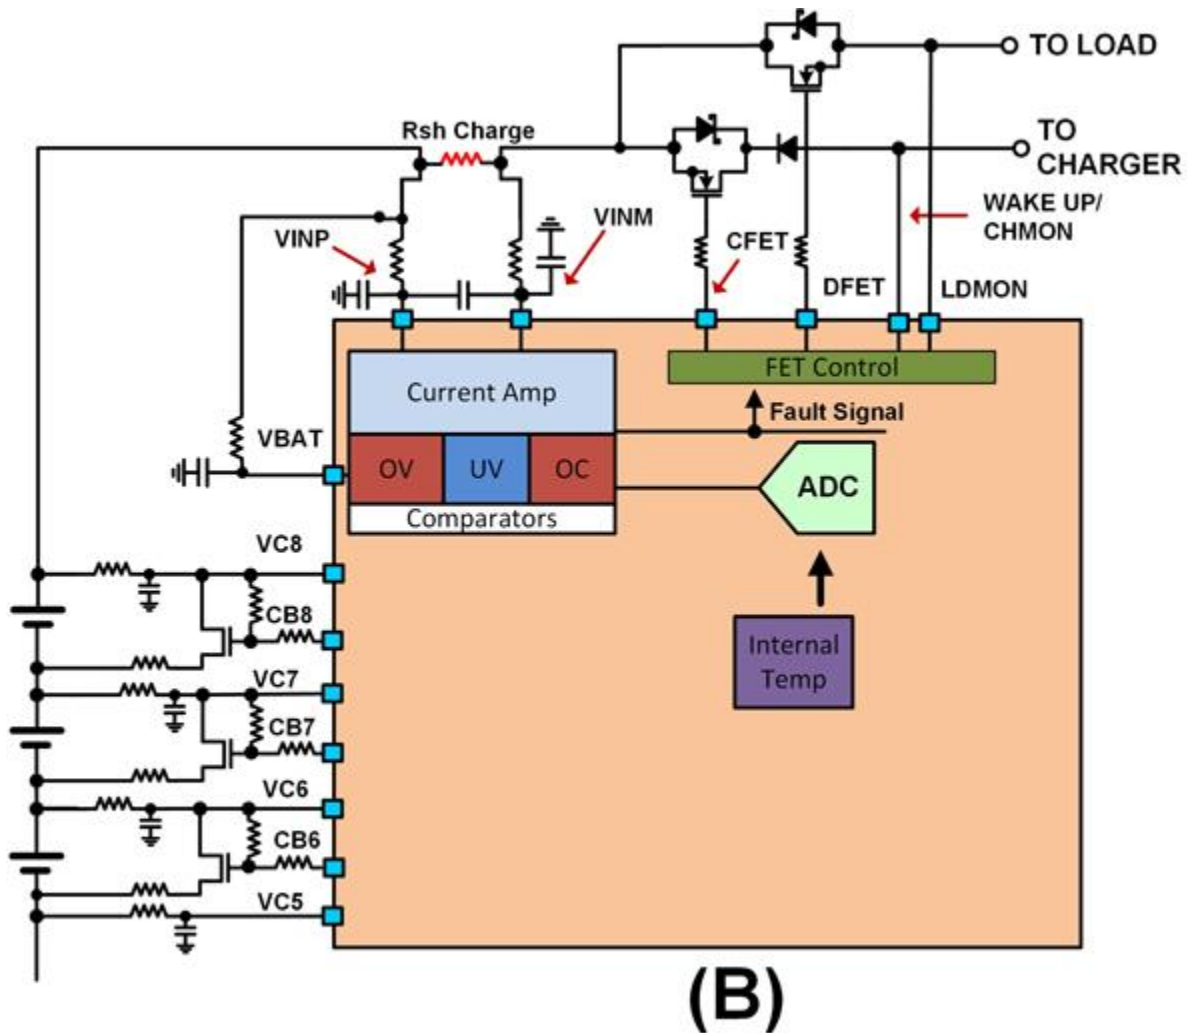 TO LOAD
Rsh Charge
TO
CHARGER
VINP
VINM
CFET
WAKE UP/
CHMON
DFET
LDMON
FET Control
Current Amp
Fault Signal
VBAT
OV
UV
OC
ADC
Comparators
VC8
CB8
Internal
Temp
VC7
CB7
VC6
CB6
VC5
(B)